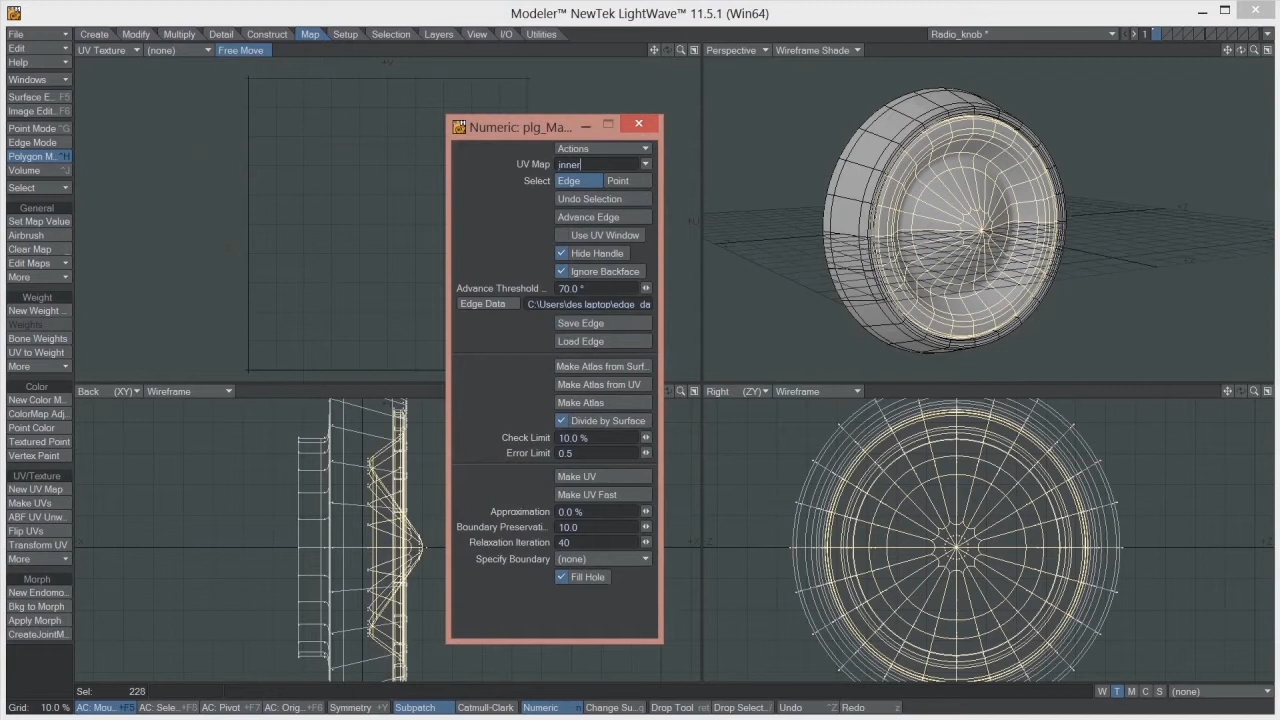 Modeler™ NewTek LightWave™ 11.5.1 (Win64)
File Create Modify Multiply Detail Construct Map Setup Selection Layers View I/O Utilities Radio_knob * 1
Edit UV Texture (none) Free Move Perspective Wireframe Shade
Help
Windows
Surface E... F5
Image Edit... F6
Point Mode ^G
Edge Mode
Polygon M... ^H
Volume ^J
Select
General
Set Map Value
Airbrush
Clear Map
Edit Maps
More
Weight
New Weight ...
Weights
Bone Weights
UV to Weight
More
Color
New Color M...
ColorMap Adj...
Point Color
Textured Point
Vertex Paint
UV/Texture
New UV Map
Make UVs
ABF UV Unw...
Flip UVs
Transform UV
More
Morph
New Endomo...
Bkg to Morph
Apply Morph
CreateJointM...
Numeric: plg_Ma...
Actions
UV Map inner
Select Edge Point
Undo Selection
Advance Edge
Use UV Window
Hide Handle
Ignore Backface
Advance Threshold .. 70.0 °
Edge Data C:\Users\des laptop\edge_da
Save Edge
Load Edge
Make Atlas from Surf..
Make Atlas from UV
Make Atlas
Divide by Surface
Check Limit 10.0 %
Error Limit 0.5
Make UV
Make UV Fast
Approximation 0.0 %
Boundary Preservati.. 10.0
Relaxation Iteration 40
Specify Boundary (none)
Fill Hole
Back (XY) Wireframe Right (ZY) Wireframe
Sel: 228 W T M C S (none)
Grid: 10.0 % AC: Mou... +F5 AC: Sele... +F8 AC: Pivot +F7 AC: Orig... +F6 Symmetry +Y Subpatch Catmull-Clark Numeric n Change Su...q Drop Tool ret Drop Select.../ Undo ^Z Redo z